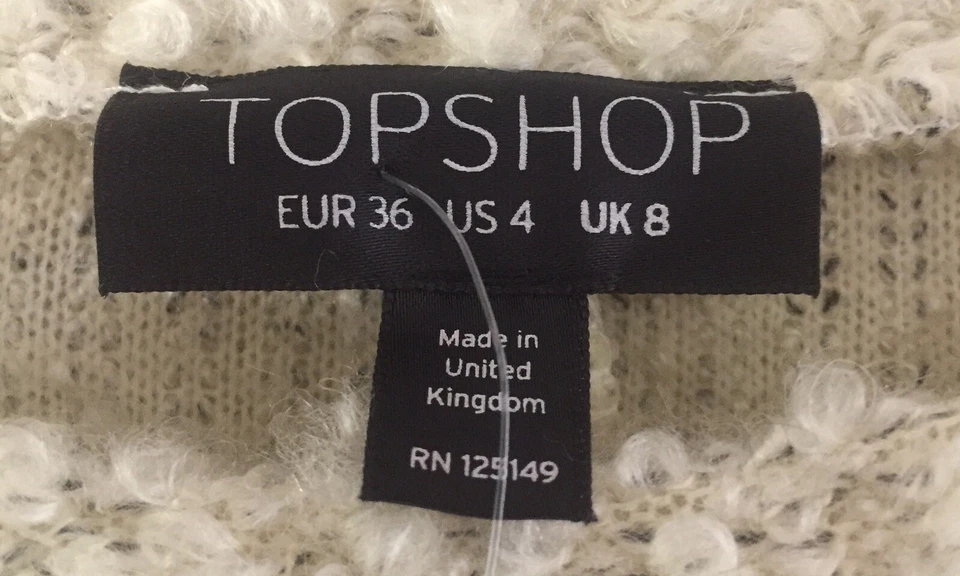 TOPSHOP
EUR 36 US 4 UK 8
Made in
United
Kingdom
RN 125149